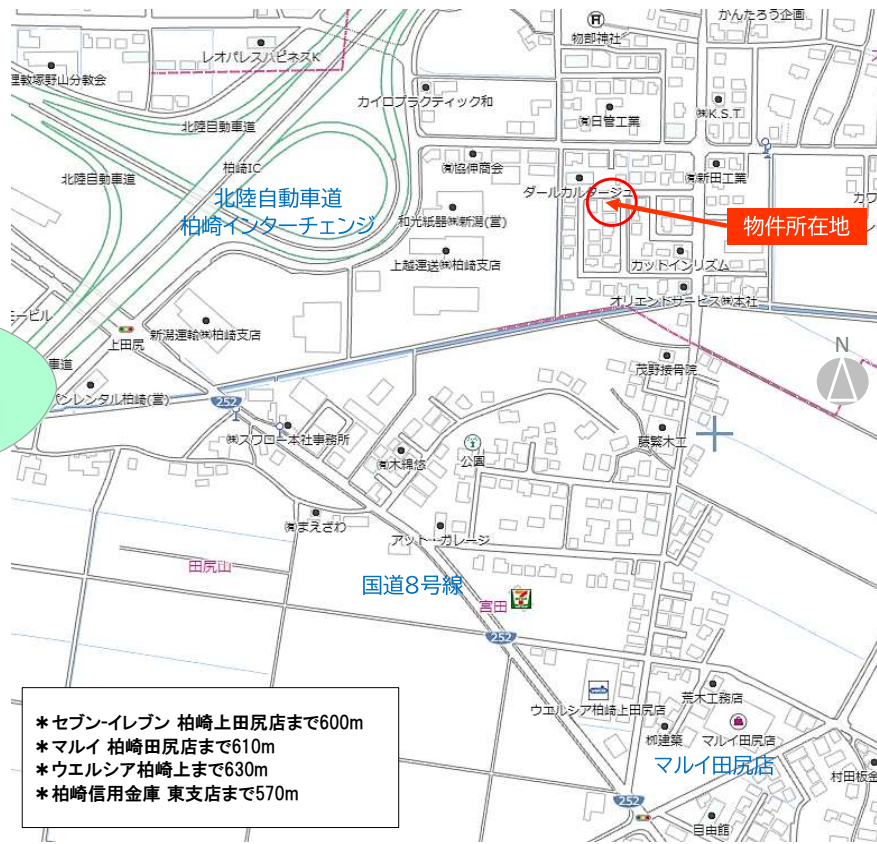 かんたろう企画
物部神社
レオパレスハピネスK
里教塚野山分教会
カイロプラクティック和
㈲日管工業
㈱K.S.T.
北陸自動車道
柏崎IC
㈲協伸商会
北陸自動車道
㈲新田工業
ダールカルタージュ
北陸自動車道
柏崎インターチェンジ
和光紙器㈱新潟(営)
物件所在地
上越運送㈱柏崎支店
カットインリズム
オリエンドサービス㈱本社
モービル
上田尻
新潟運輸㈱柏崎支店
N
車道
茂野接骨院
パンレンタル柏崎(営)
252
㈱スワロー本社事務所
藤繁木工
㈲木綿悠
公園
㈲まえざわ
アット・ガレージ
田尻山
国道8号線
宮田
252
ウエルシア柏崎上田尻店
荒木工務店
柳建築
マルイ田尻店
マルイ田尻店
村田板金
252
自由館
＊セブン-イレブン 柏崎上田尻店まで600m
＊マルイ 柏崎田尻店まで610m
＊ウエルシア柏崎上まで630m
＊柏崎信用金庫 東支店まで570m